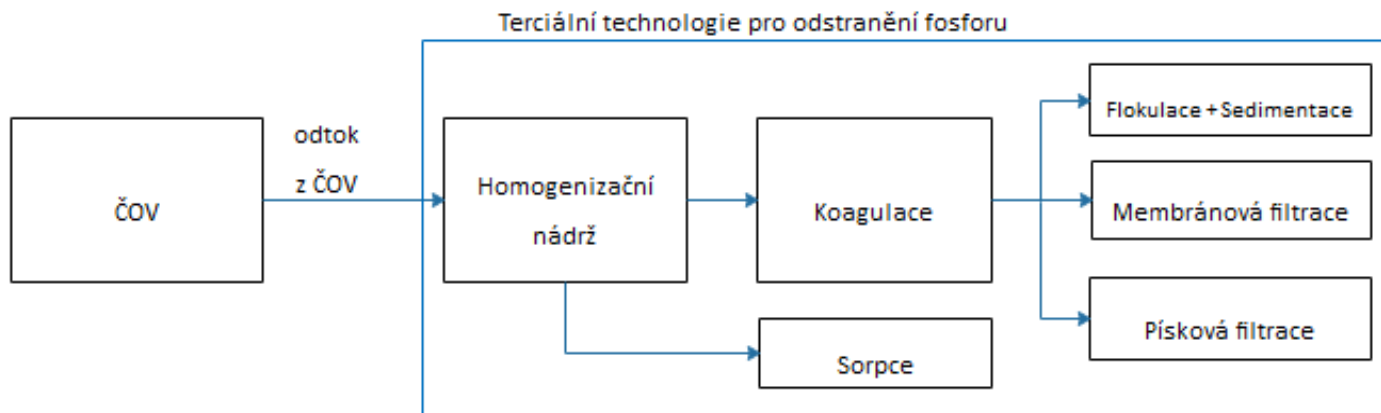 Terciální technologie pro odstranění fosforu
ČOV
odtok
z ČOV
Homogenizační
nádrž
Koagulace
Sorpce
Flokulace + Sedimentace
Membránová filtrace
Písková filtrace